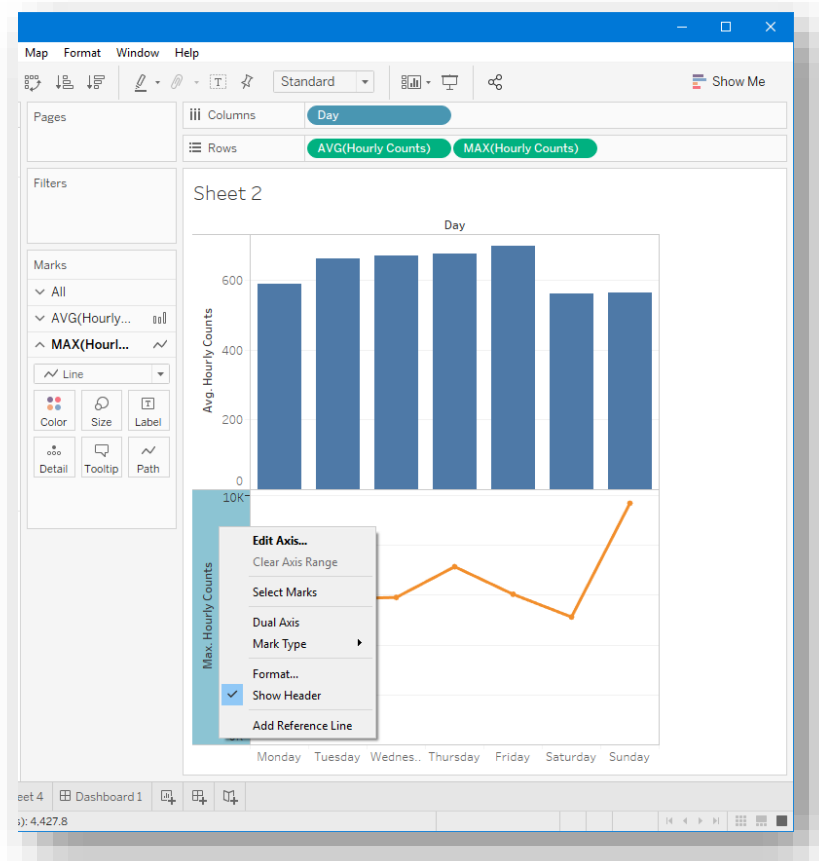 Map Format Window Help
Standard
Show Me
Pages
Columns
Day
Rows
AVG(Hourly Counts)
MAX(Hourly Counts)
Filters
Sheet 2
Day
Marks
All
AVG(Hourly...
MAX(Hourl...
Line
Color
Size
Label
Detail
Tooltip
Path
600
400
200
0
Avg. Hourly Counts
10K
Max. Hourly Counts
Edit Axis...
Clear Axis Range
Select Marks
Dual Axis
Mark Type
Format...
Show Header
Add Reference Line
Monday Tuesday Wednes.. Thursday Friday Saturday Sunday
eet 4
Dashboard 1
): 4,427.8